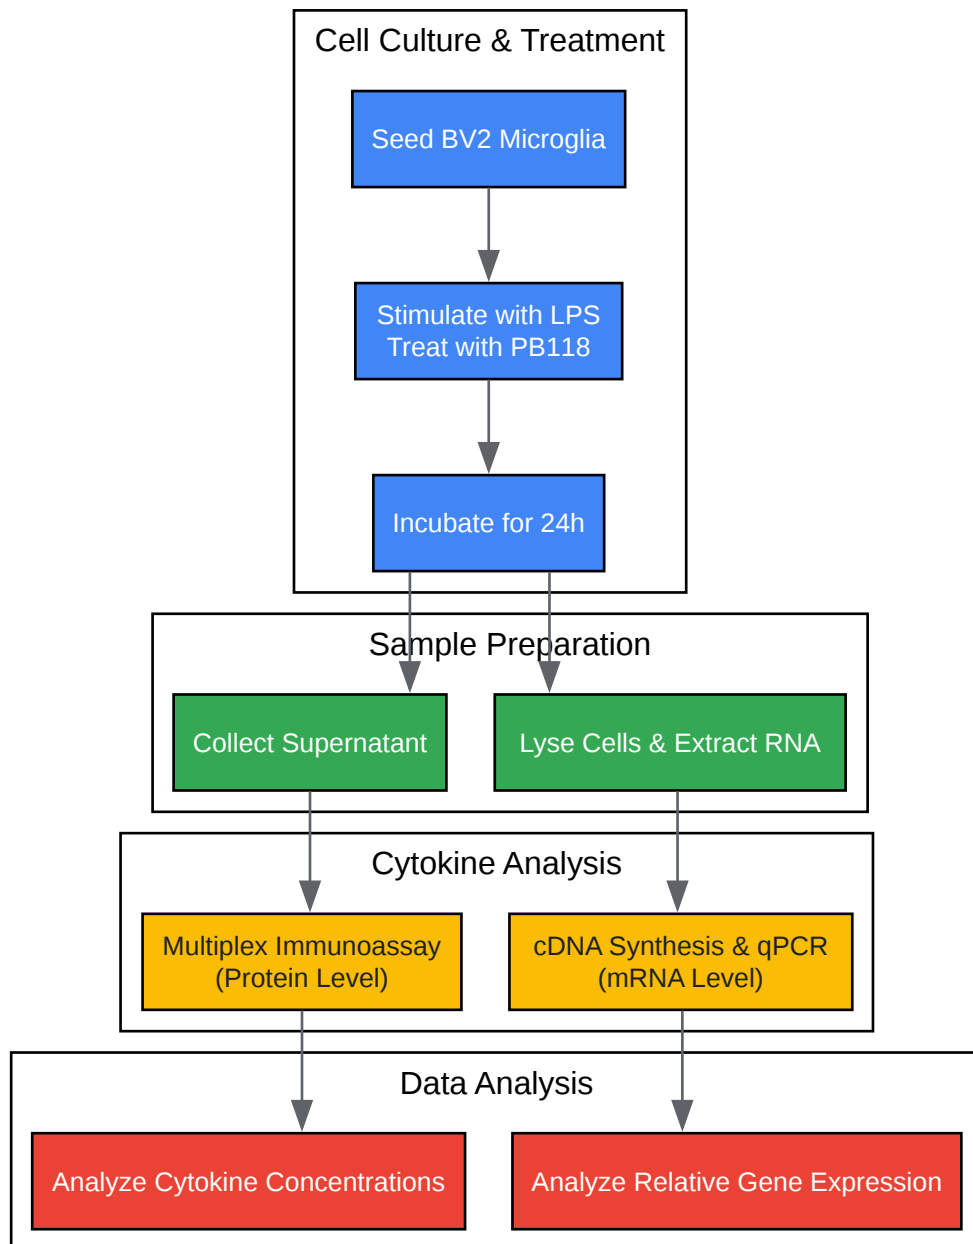 Cell Culture & Treatment
Seed BV2 Microglia
Stimulate with LPS
Treat with PB118
Incubate for 24h
Sample Preparation
Collect Supernatant
Lyse Cells & Extract RNA
Cytokine Analysis
Multiplex Immunoassay
(Protein Level)
cDNA Synthesis & qPCR
(mRNA Level)
Data Analysis
Analyze Cytokine Concentrations
Analyze Relative Gene Expression